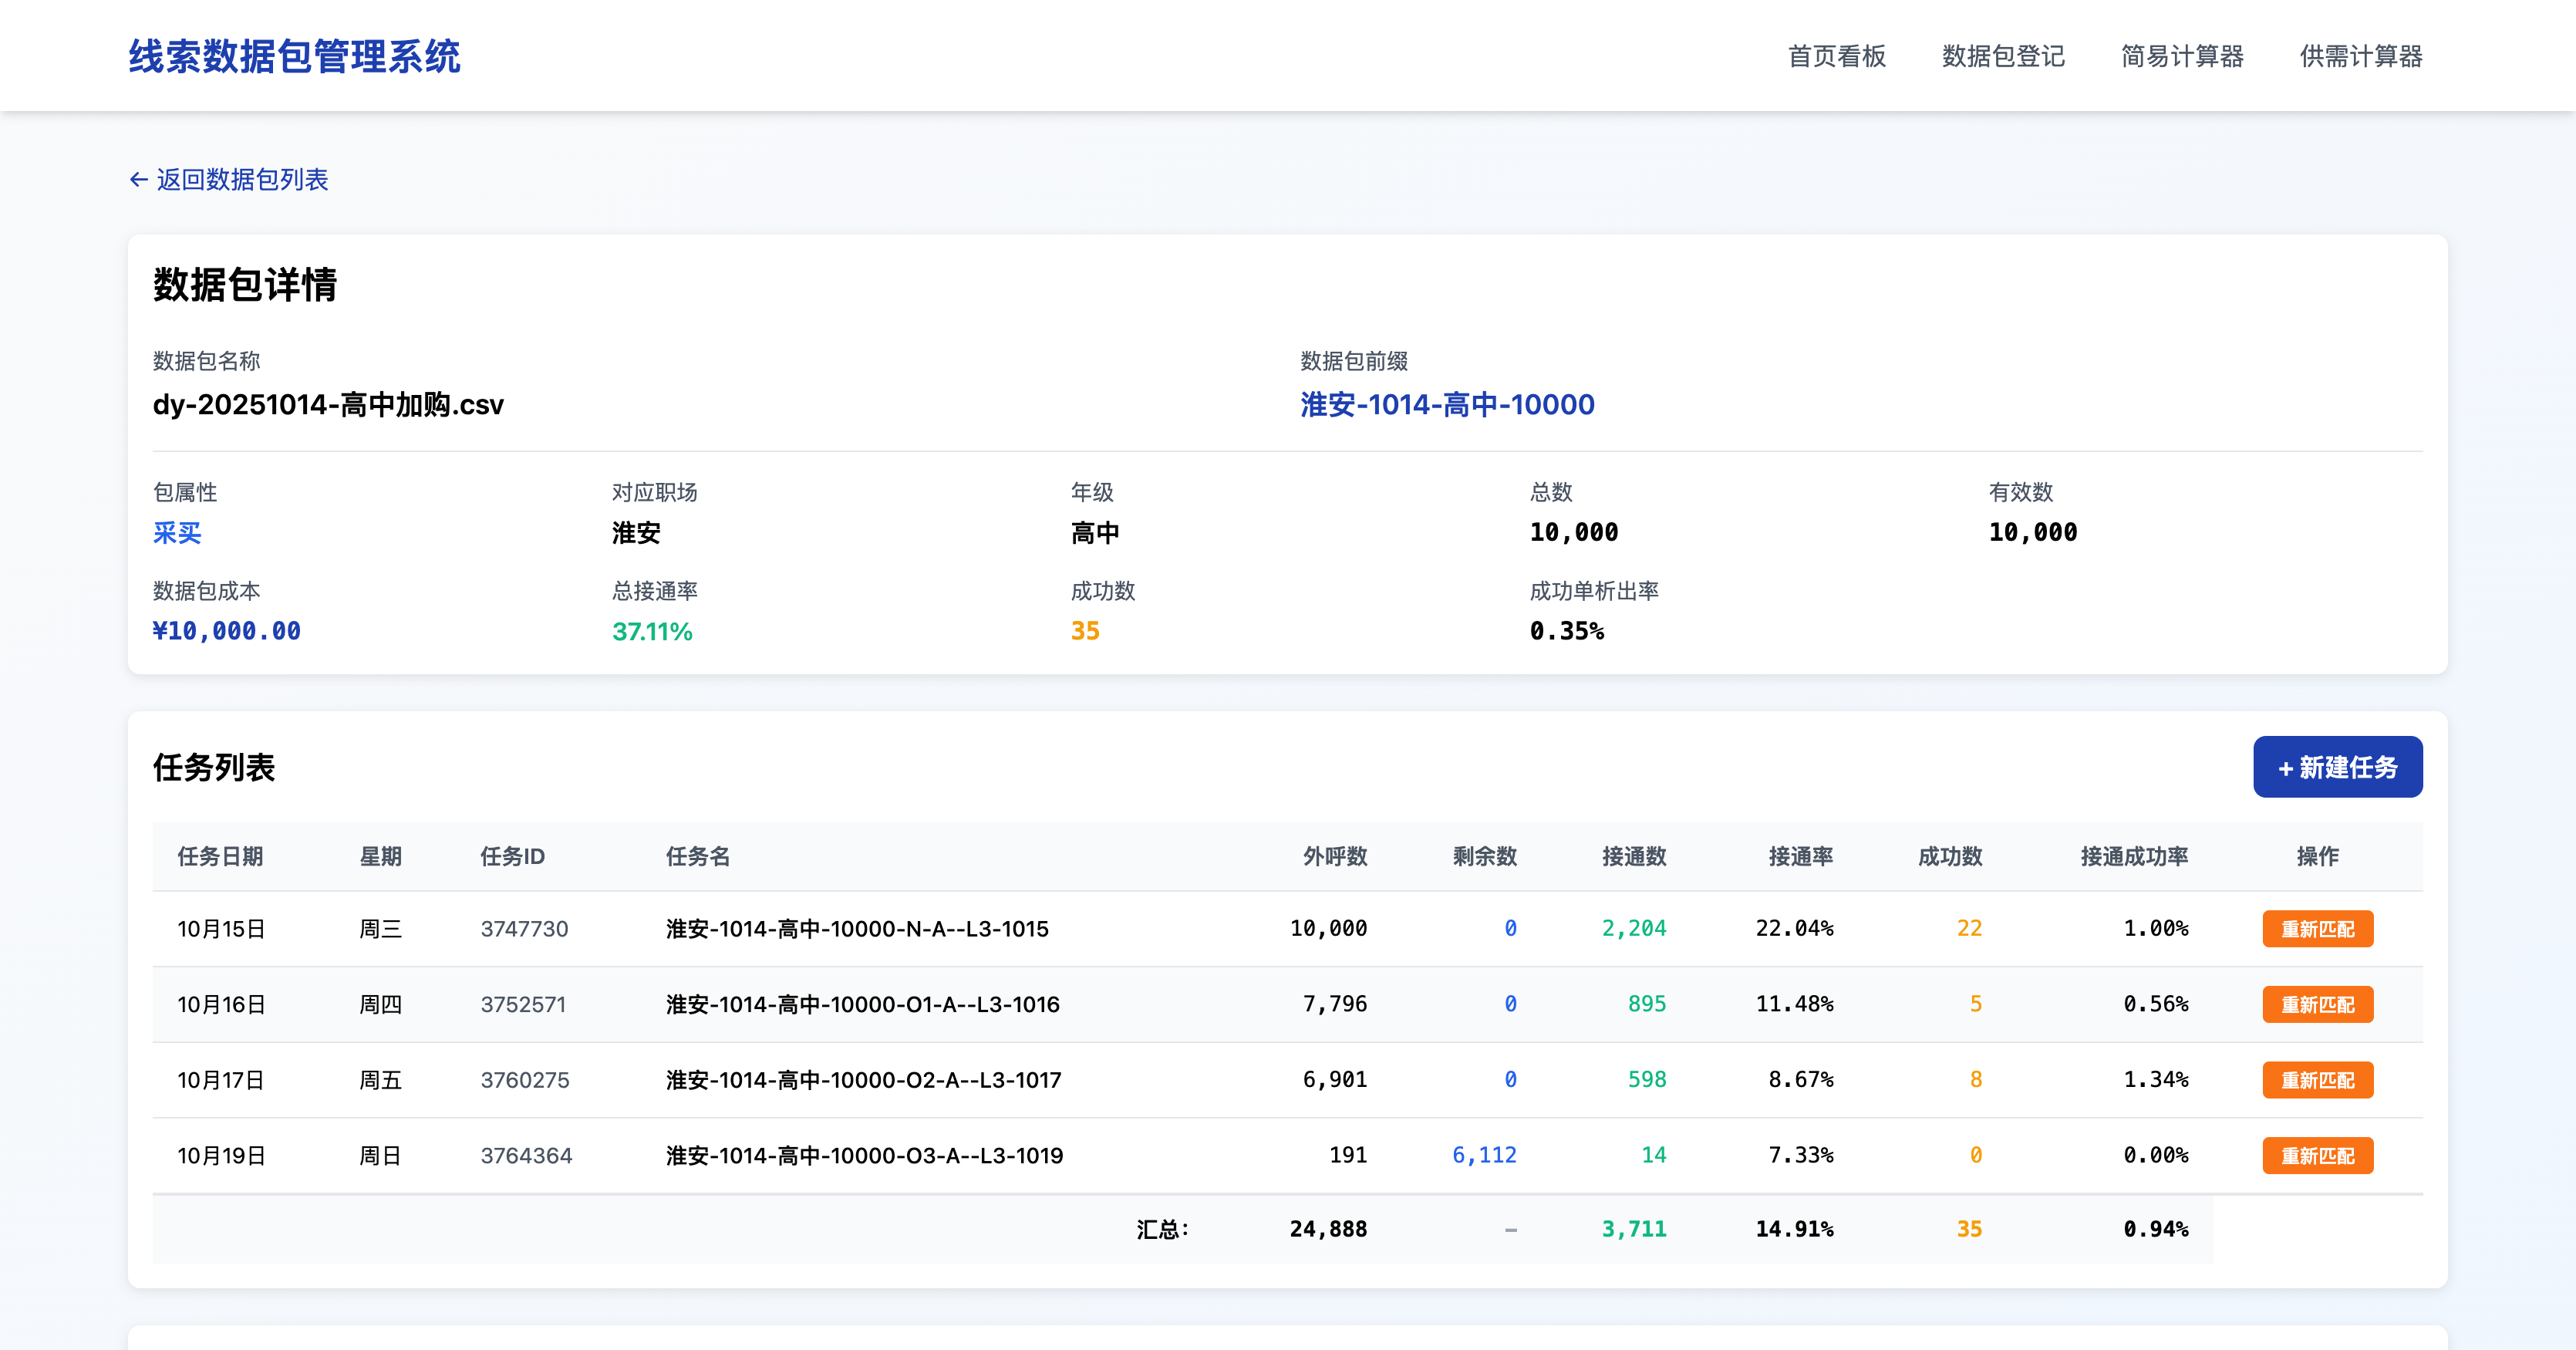 线索数据包管理系统 首页看板 数据包登记 简易计算器 供需计算器
← 返回数据包列表
数据包详情
数据包名称 数据包前缀
dy-20251014-高中加购.csv 淮安-1014-高中-10000
包属性 对应职场 年级 总数 有效数
采买 淮安 高中 10,000 10,000
数据包成本 总接通率 成功数 成功单析出率
¥10,000.00 37.11% 35 0.35%
任务列表 + 新建任务
任务日期 星期 任务ID 任务名 外呼数 剩余数 接通数 接通率 成功数 接通成功率 操作
10月15日 周三 3747730 淮安-1014-高中-10000-N-A--L3-1015 10,000 0 2,204 22.04% 22 1.00% 重新匹配
10月16日 周四 3752571 淮安-1014-高中-10000-O1-A--L3-1016 7,796 0 895 11.48% 5 0.56% 重新匹配
10月17日 周五 3760275 淮安-1014-高中-10000-O2-A--L3-1017 6,901 0 598 8.67% 8 1.34% 重新匹配
10月19日 周日 3764364 淮安-1014-高中-10000-O3-A--L3-1019 191 6,112 14 7.33% 0 0.00% 重新匹配
汇总: 24,888 – 3,711 14.91% 35 0.94%